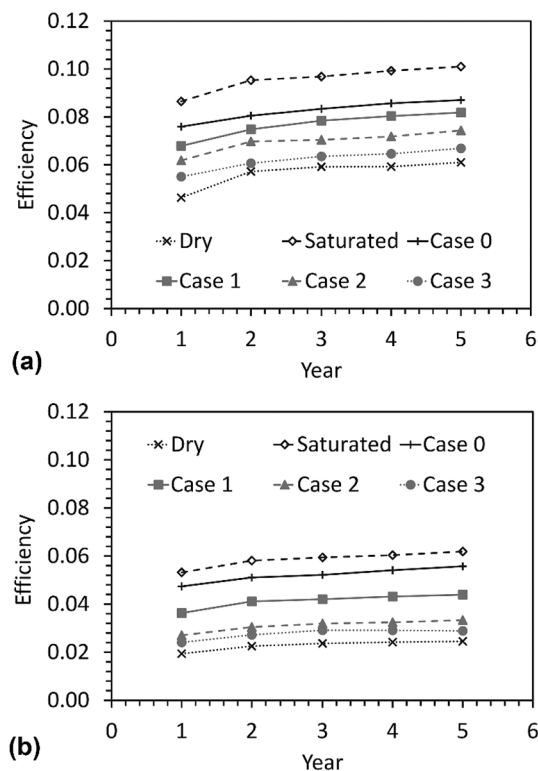 0.12
0.10
0.08
0.06
0.04
0.02
0.00
Efficiency
Dry Saturated Case 0
Case 1 Case 2 Case 3
0 1 2 3 4 5 6
Year
(a)
0.12
0.10
0.08
0.06
0.04
0.02
0.00
Efficiency
Dry Saturated Case 0
Case 1 Case 2 Case 3
0 1 2 3 4 5 6
Year
(b)